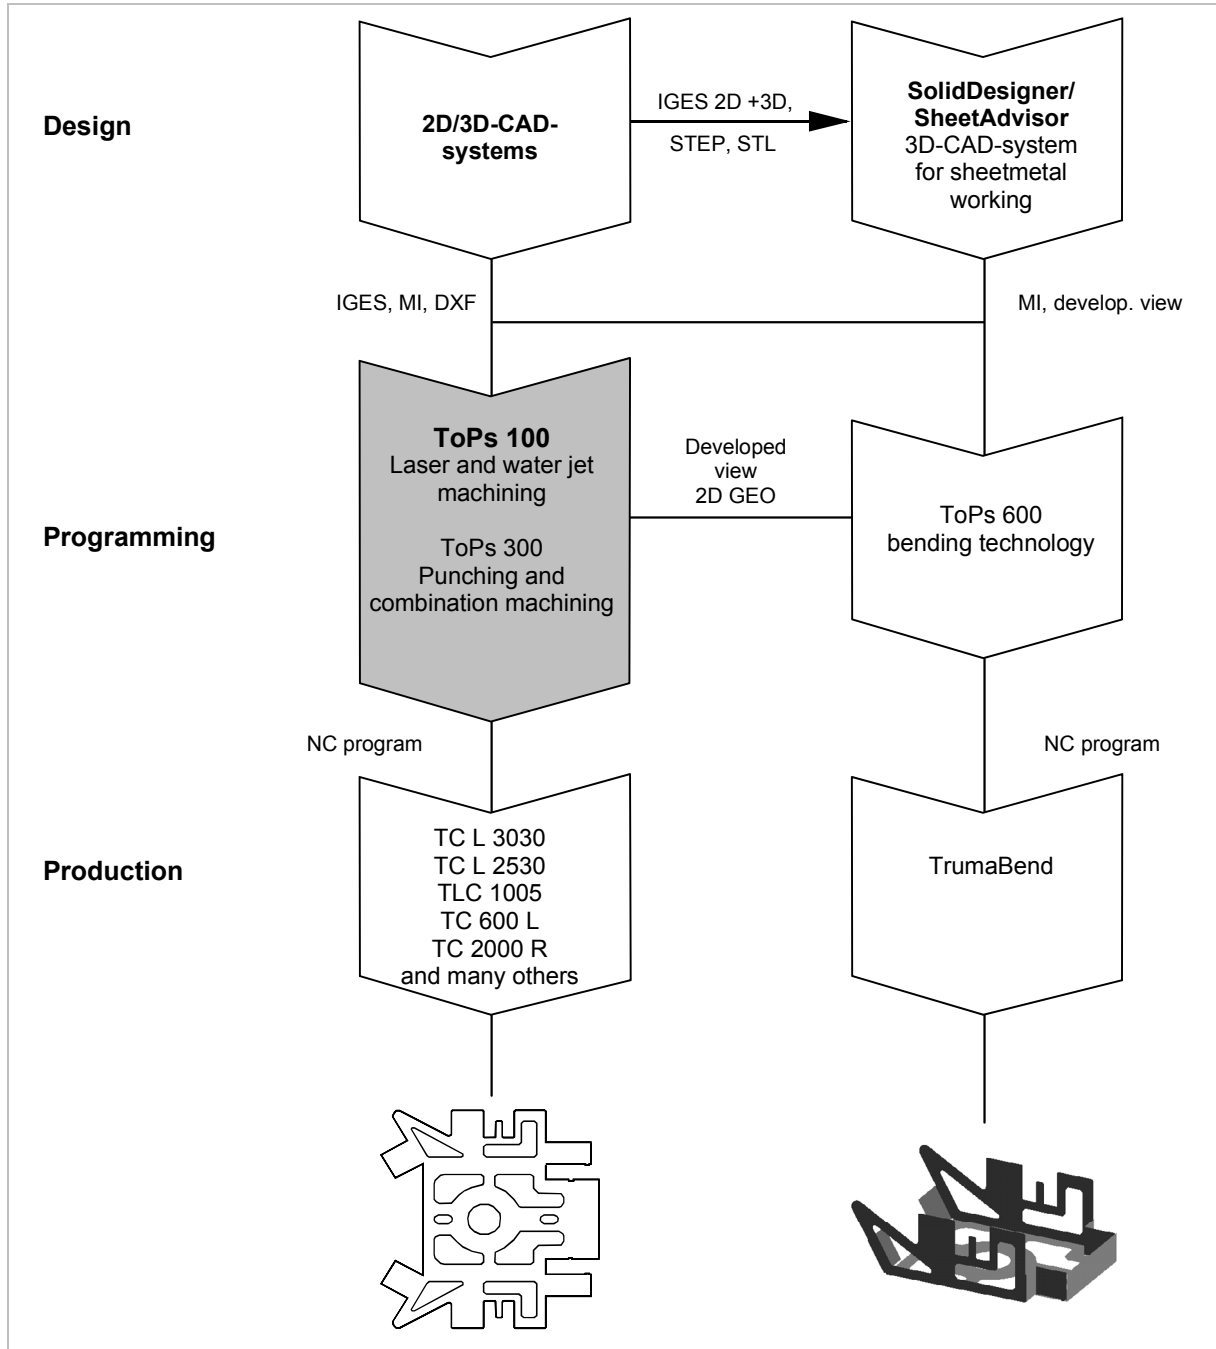 Design
2D/3D-CAD-
systems
IGES 2D +3D,
STEP, STL
SolidDesigner/
SheetAdvisor
3D-CAD-system
for sheetmetal
working
IGES, MI, DXF
MI, develop. view
Programming
ToPs 100
Laser and water jet
machining
ToPs 300
Punching and
combination machining
Developed
view
2D GEO
ToPs 600
bending technology
NC program
NC program
Production
TC L 3030
TC L 2530
TLC 1005
TC 600 L
TC 2000 R
and many others
TrumaBend